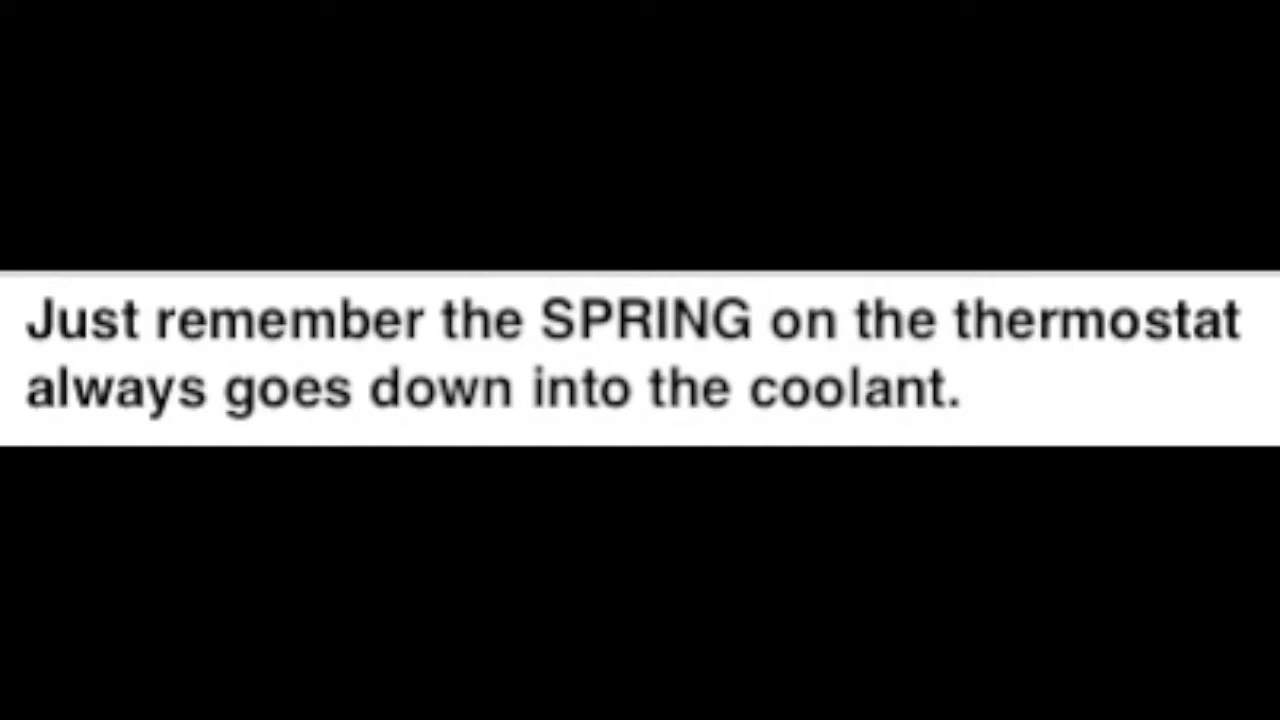 Just remember the SPRING on the thermostat
always goes down into the coolant.